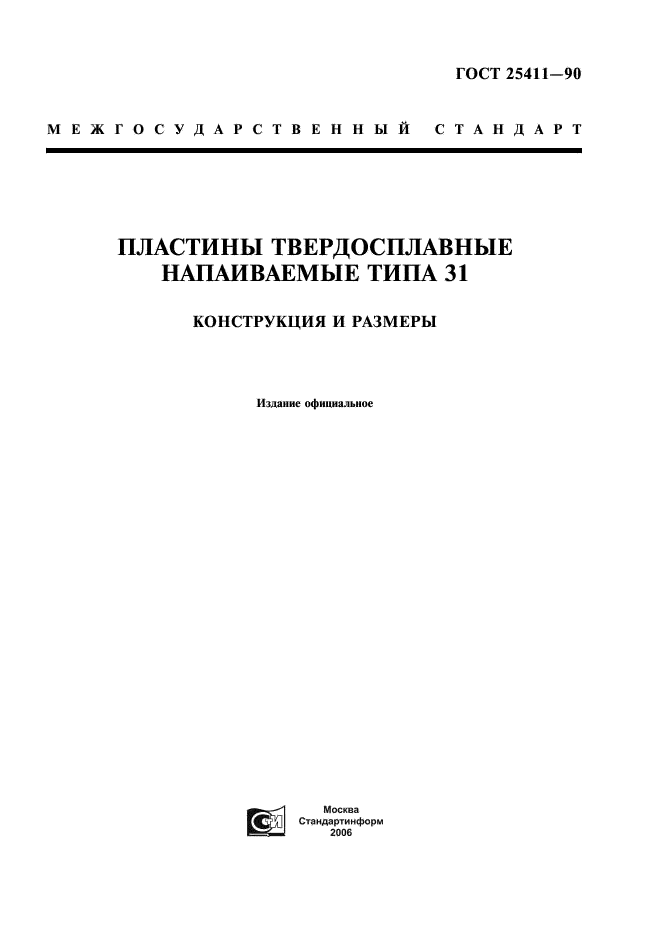 ГОСТ 25411—90
МЕЖГОСУДАРСТВЕННЫЙ СТАНДАРТ
ПЛАСТИНЫ ТВЕРДОСПЛАВНЫЕ
НАПАИВАЕМЫЕ ТИПА 31
КОНСТРУКЦИЯ И РАЗМЕРЫ
Издание официальное
Москва
Стандартинформ
2006